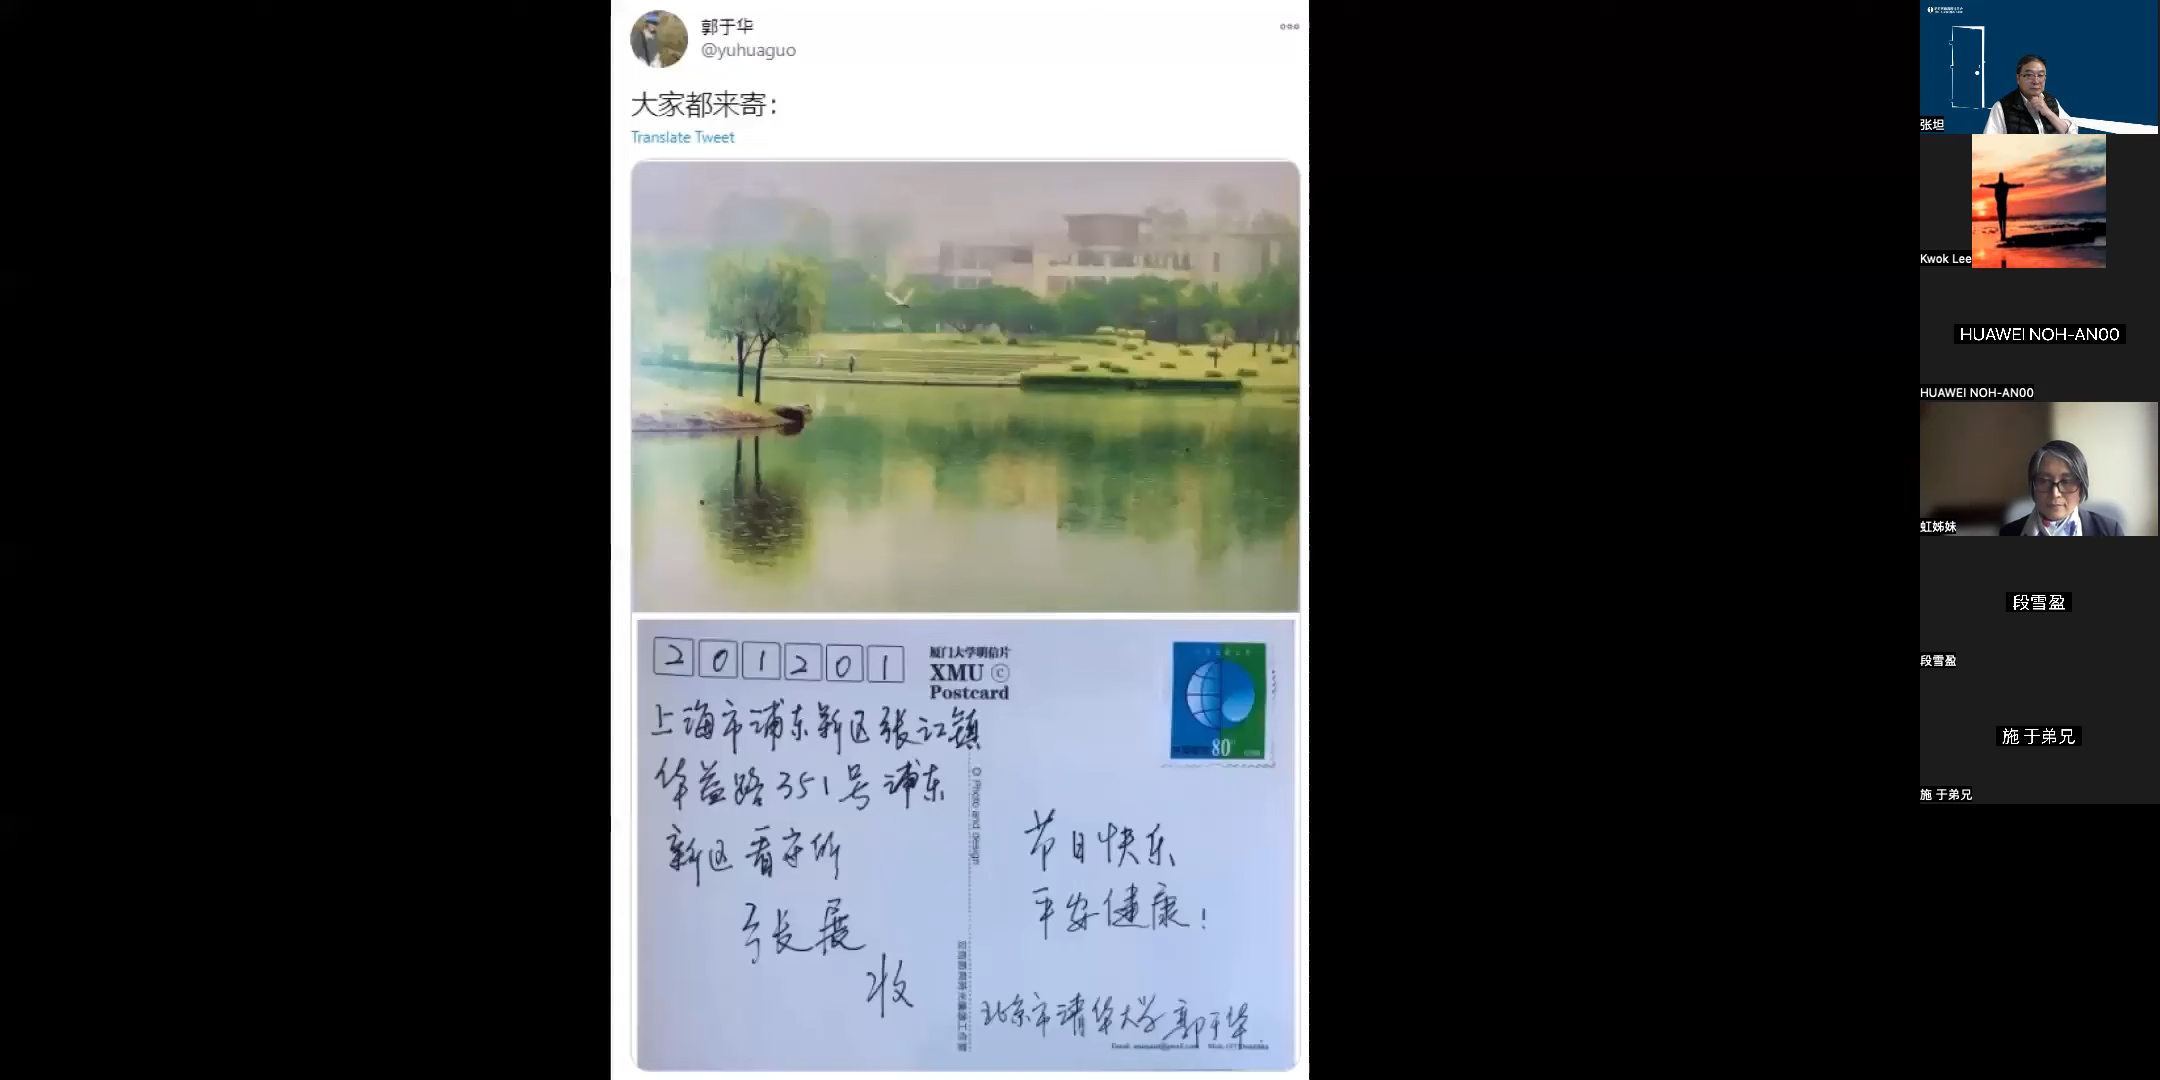 郭于华
@yuhuaguo
大家都来寄：
Translate Tweet
201201
厦门大学明信片
XMU ©
Postcard
上海市浦东新区张江镇
华益路351号浦东
新区看守所
张展
收
80
© Photo and design
节日快乐
平安健康！
北京市清华大学郭于华.
张坦
Kwok Lee
HUAWEI NOH-AN00
HUAWEI NOH-AN00
虹姊妹
段雪盈
段雪盈
施 于弟兄
施 于弟兄